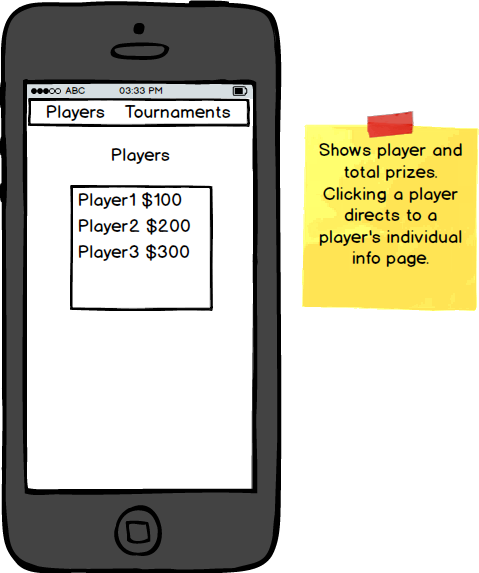 ABC 03:33 PM
Players Tournaments
Players
Player1 $100
Player2 $200
Player3 $300
Shows player and
total prizes.
Clicking a player
directs to a
player's individual
info page.